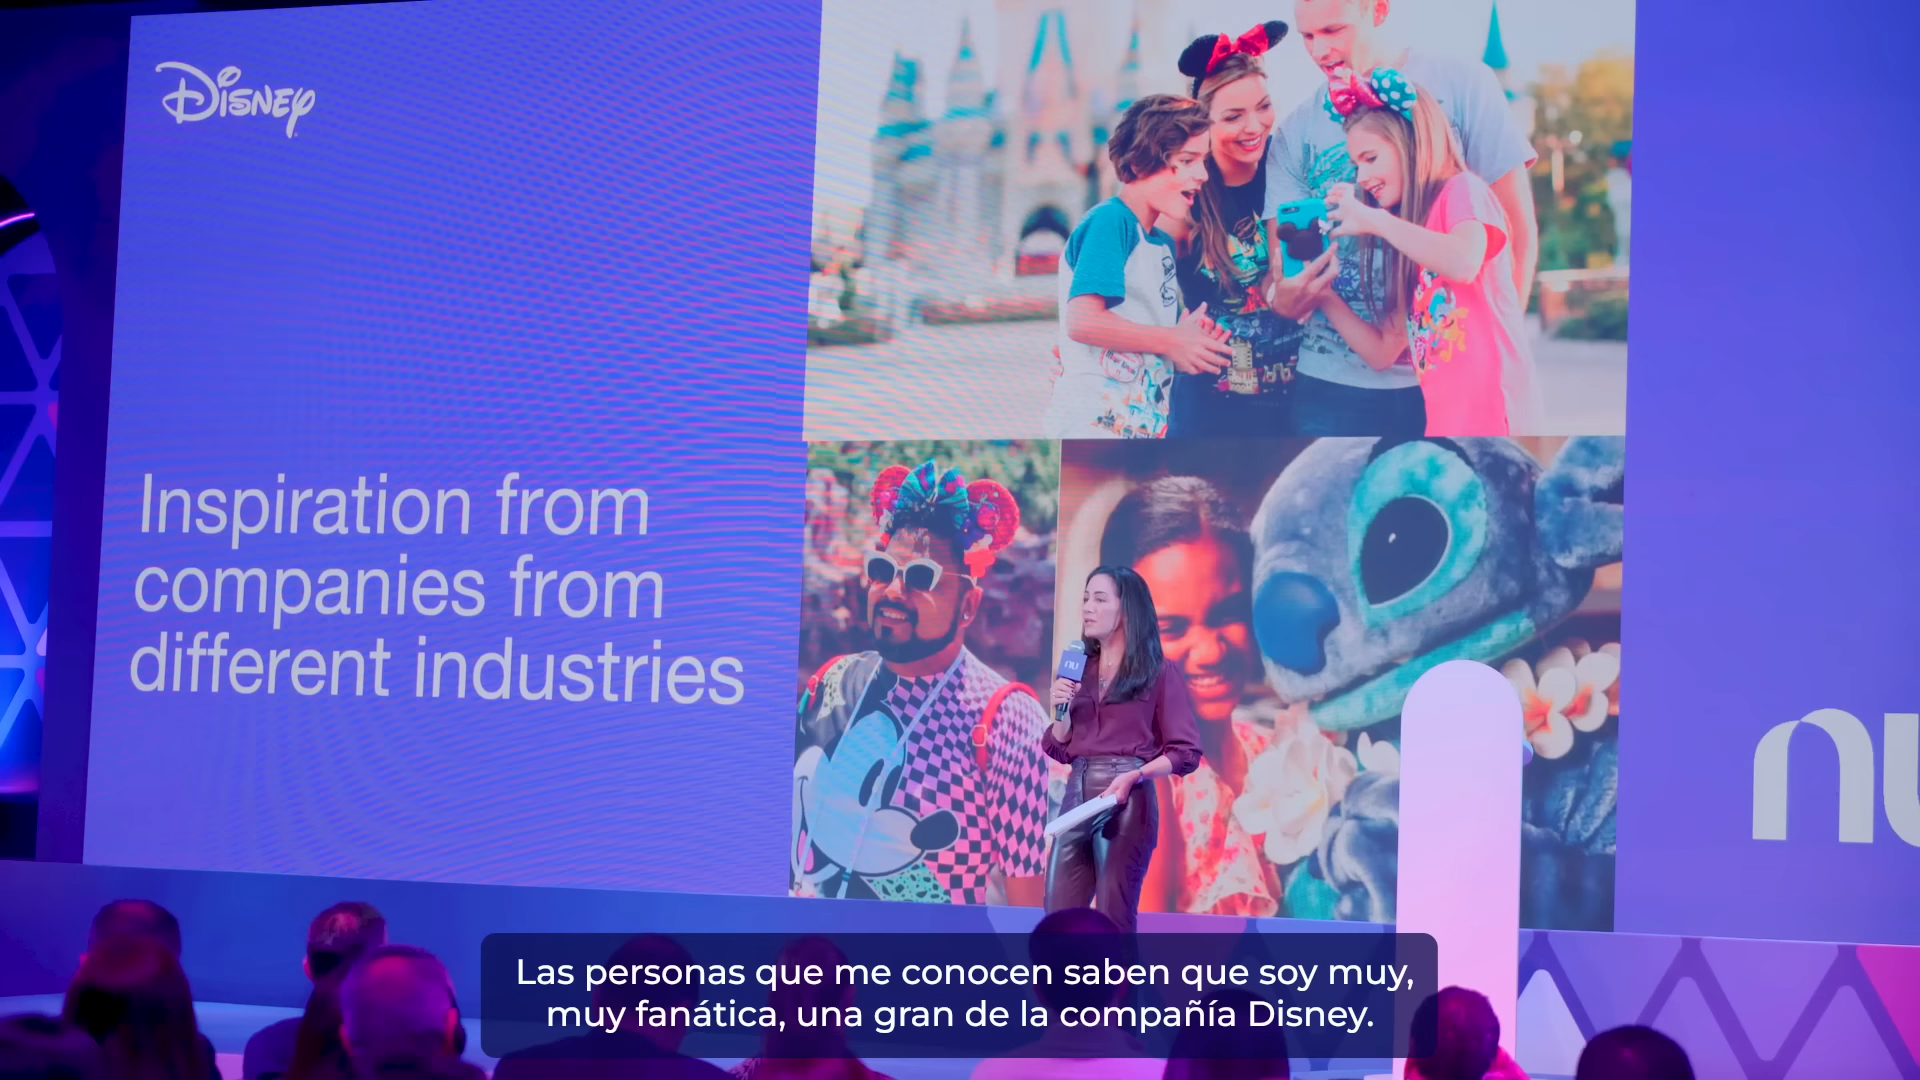 Disney
Inspiration from
companies from
different industries
nu
nu
Las personas que me conocen saben que soy muy,
muy fanática, una gran de la compañía Disney.